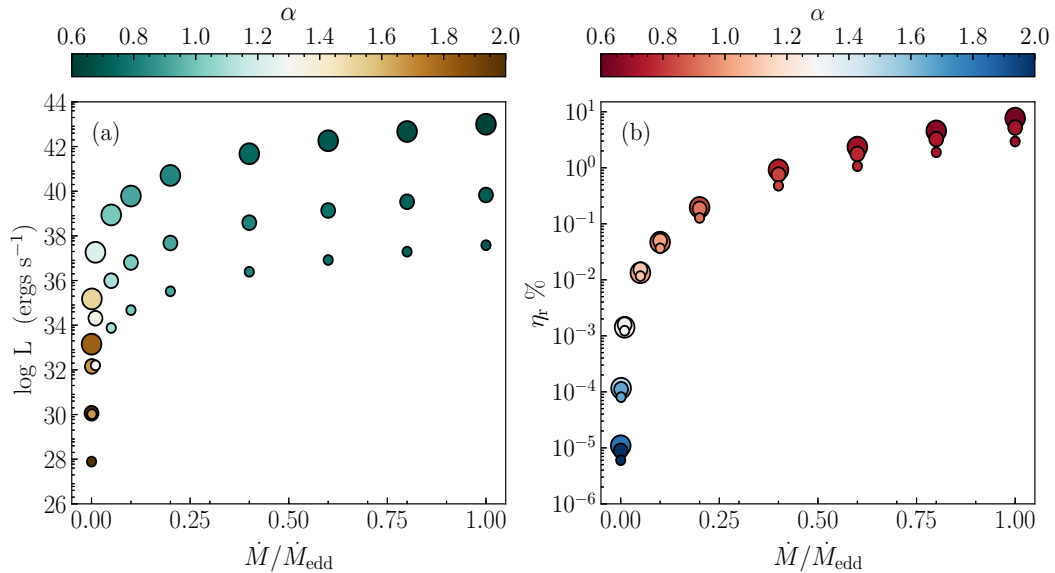 α α
0.6 0.8 1.0 1.2 1.4 1.6 1.8 2.0 0.6 0.8 1.0 1.2 1.4 1.6 1.8 2.0
(a) (b)
44
42
40
38
36
34
32
30
28
26
log L (ergs s⁻¹)
10¹
10⁰
10⁻¹
10⁻²
10⁻³
10⁻⁴
10⁻⁵
10⁻⁶
ηᵣ %
0.00 0.25 0.50 0.75 1.00 0.00 0.25 0.50 0.75 1.00
Ṁ/Ṁedd Ṁ/Ṁedd